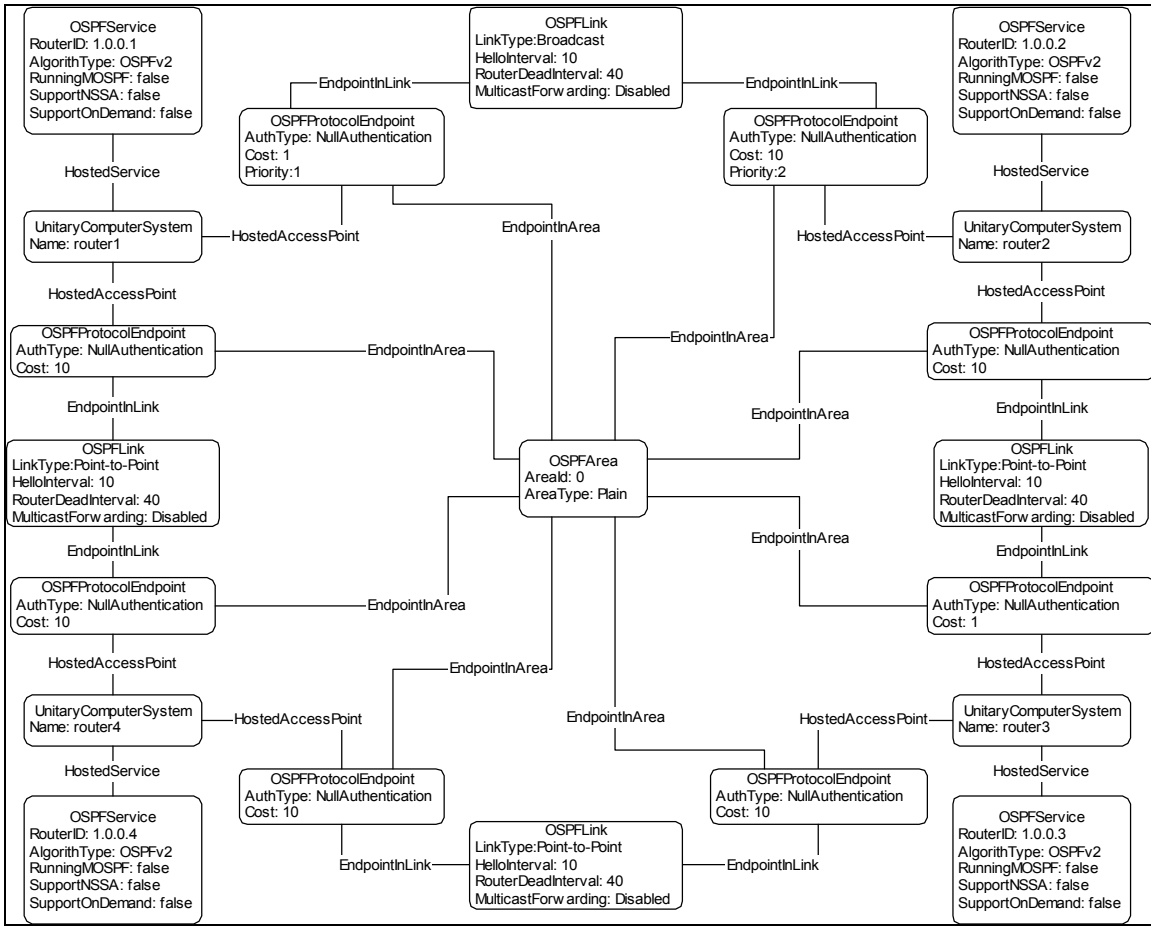 OSPFService
RouterID: 1.0.0.1
AlgorithType: OSPFv2
RunningMOSPF: false
SupportNSSA: false
SupportOnDemand: false
OSPFLink
LinkType:Broadcast
HelloInterval: 10
RouterDeadInterval: 40
MulticastForwarding: Disabled
OSPFService
RouterID: 1.0.0.2
AlgorithType: OSPFv2
RunningMOSPF: false
SupportNSSA: false
SupportOnDemand: false
EndpointInLink
EndpointInLink
OSPFProtocolEndpoint
AuthType: NullAuthentication
Cost: 1
Priority:1
OSPFProtocolEndpoint
AuthType: NullAuthentication
Cost: 10
Priority:2
HostedService
HostedService
UnitaryComputerSystem
Name: router1
HostedAccessPoint
EndpointInArea
HostedAccessPoint
UnitaryComputerSystem
Name: router2
HostedAccessPoint
HostedAccessPoint
OSPFProtocolEndpoint
AuthType: NullAuthentication
Cost: 10
EndpointInArea
EndpointInArea
OSPFProtocolEndpoint
AuthType: NullAuthentication
Cost: 10
EndpointInLink
EndpointInArea
EndpointInLink
OSPFLink
LinkType:Point-to-Point
HelloInterval: 10
RouterDeadInterval: 40
MulticastForwarding: Disabled
OSPFArea
AreaId: 0
AreaType: Plain
OSPFLink
LinkType:Point-to-Point
HelloInterval: 10
RouterDeadInterval: 40
MulticastForwarding: Disabled
EndpointInLink
EndpointInArea
EndpointInLink
OSPFProtocolEndpoint
AuthType: NullAuthentication
Cost: 10
EndpointInArea
OSPFProtocolEndpoint
AuthType: NullAuthentication
Cost: 1
HostedAccessPoint
EndpointInArea
HostedAccessPoint
UnitaryComputerSystem
Name: router4
HostedAccessPoint
EndpointInArea
HostedAccessPoint
UnitaryComputerSystem
Name: router3
HostedService
HostedService
OSPFProtocolEndpoint
AuthType: NullAuthentication
Cost: 10
OSPFProtocolEndpoint
AuthType: NullAuthentication
Cost: 10
OSPFService
RouterID: 1.0.0.4
AlgorithType: OSPFv2
RunningMOSPF: false
SupportNSSA: false
SupportOnDemand: false
EndpointInLink
OSPFLink
LinkType:Point-to-Point
HelloInterval: 10
RouterDeadInterval: 40
MulticastForwarding: Disabled
EndpointInLink
OSPFService
RouterID: 1.0.0.3
AlgorithType: OSPFv2
RunningMOSPF: false
SupportNSSA: false
SupportOnDemand: false